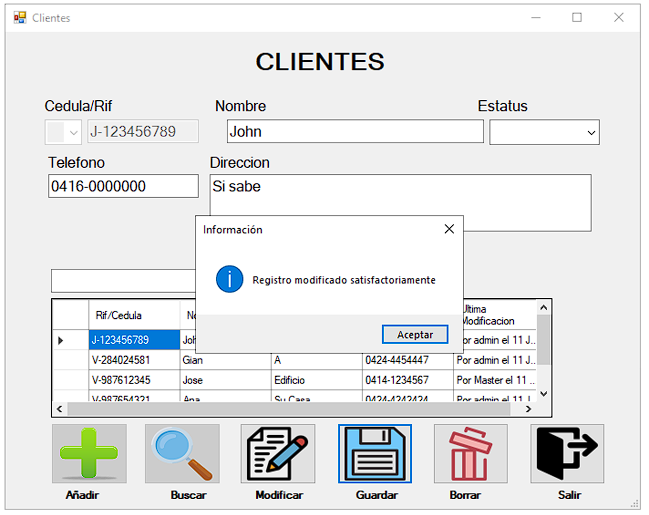 Clientes
CLIENTES
Cedula/Rif Nombre Estatus
J-123456789 John
Telefono Direccion
0416-0000000 Si sabe
Información
Registro modificado satisfactoriamente
Aceptar
Rif/Cedula Ultima Modificacion
J-123456789 Por admin el 11 J...
V-284024581 Gian A 0424-4454447 Por admin el 11 J...
V-987612345 Jose Edificio 0414-1234567 Por Master el 11 ...
V-987654321 Ana Su Casa 0424-4242424 Por admin el 11 J...
Añadir Buscar Modificar Guardar Borrar Salir